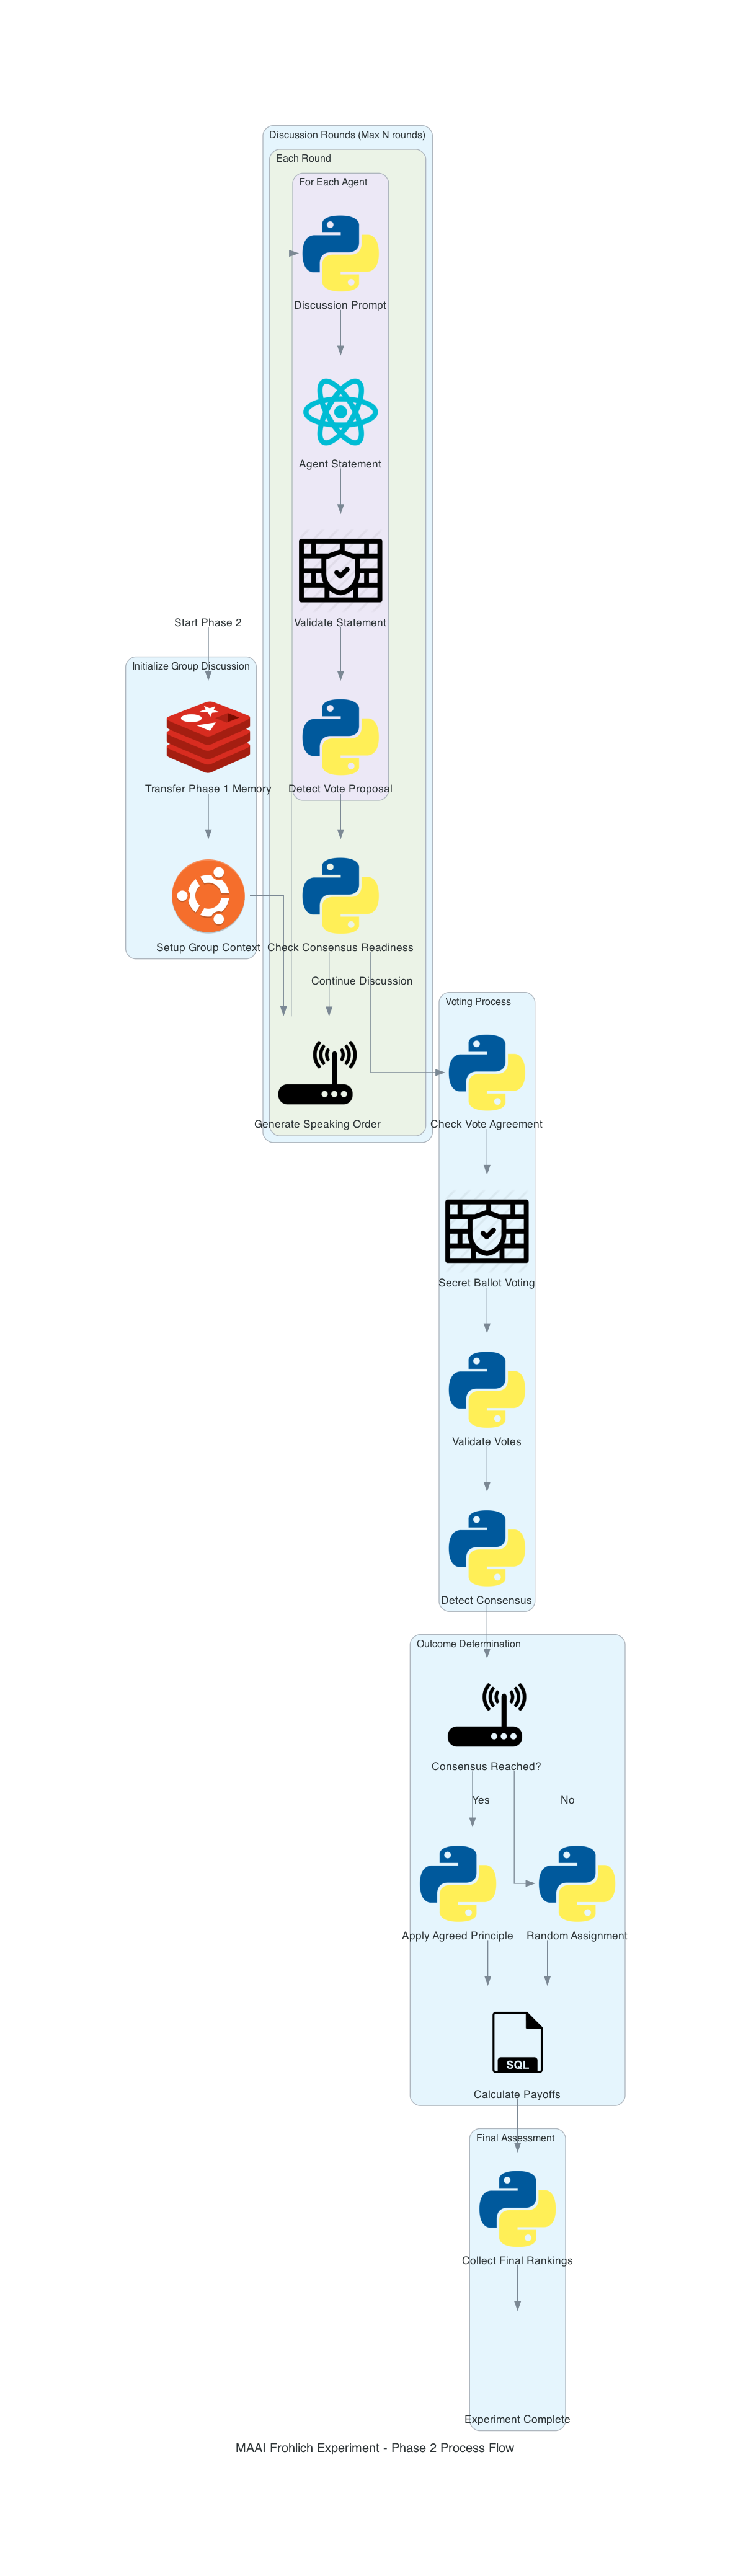 Discussion Rounds (Max N rounds)
Each Round
For Each Agent
Discussion Prompt
Agent Statement
Validate Statement
Start Phase 2
Initialize Group Discussion
Transfer Phase 1 Memory
Detect Vote Proposal
Setup Group Context
Check Consensus Readiness
Continue Discussion
Generate Speaking Order
Voting Process
Check Vote Agreement
Secret Ballot Voting
Validate Votes
Detect Consensus
Outcome Determination
Consensus Reached?
Yes
No
Apply Agreed Principle
Random Assignment
SQL
Calculate Payoffs
Final Assessment
Collect Final Rankings
Experiment Complete
MAAI Frohlich Experiment - Phase 2 Process Flow